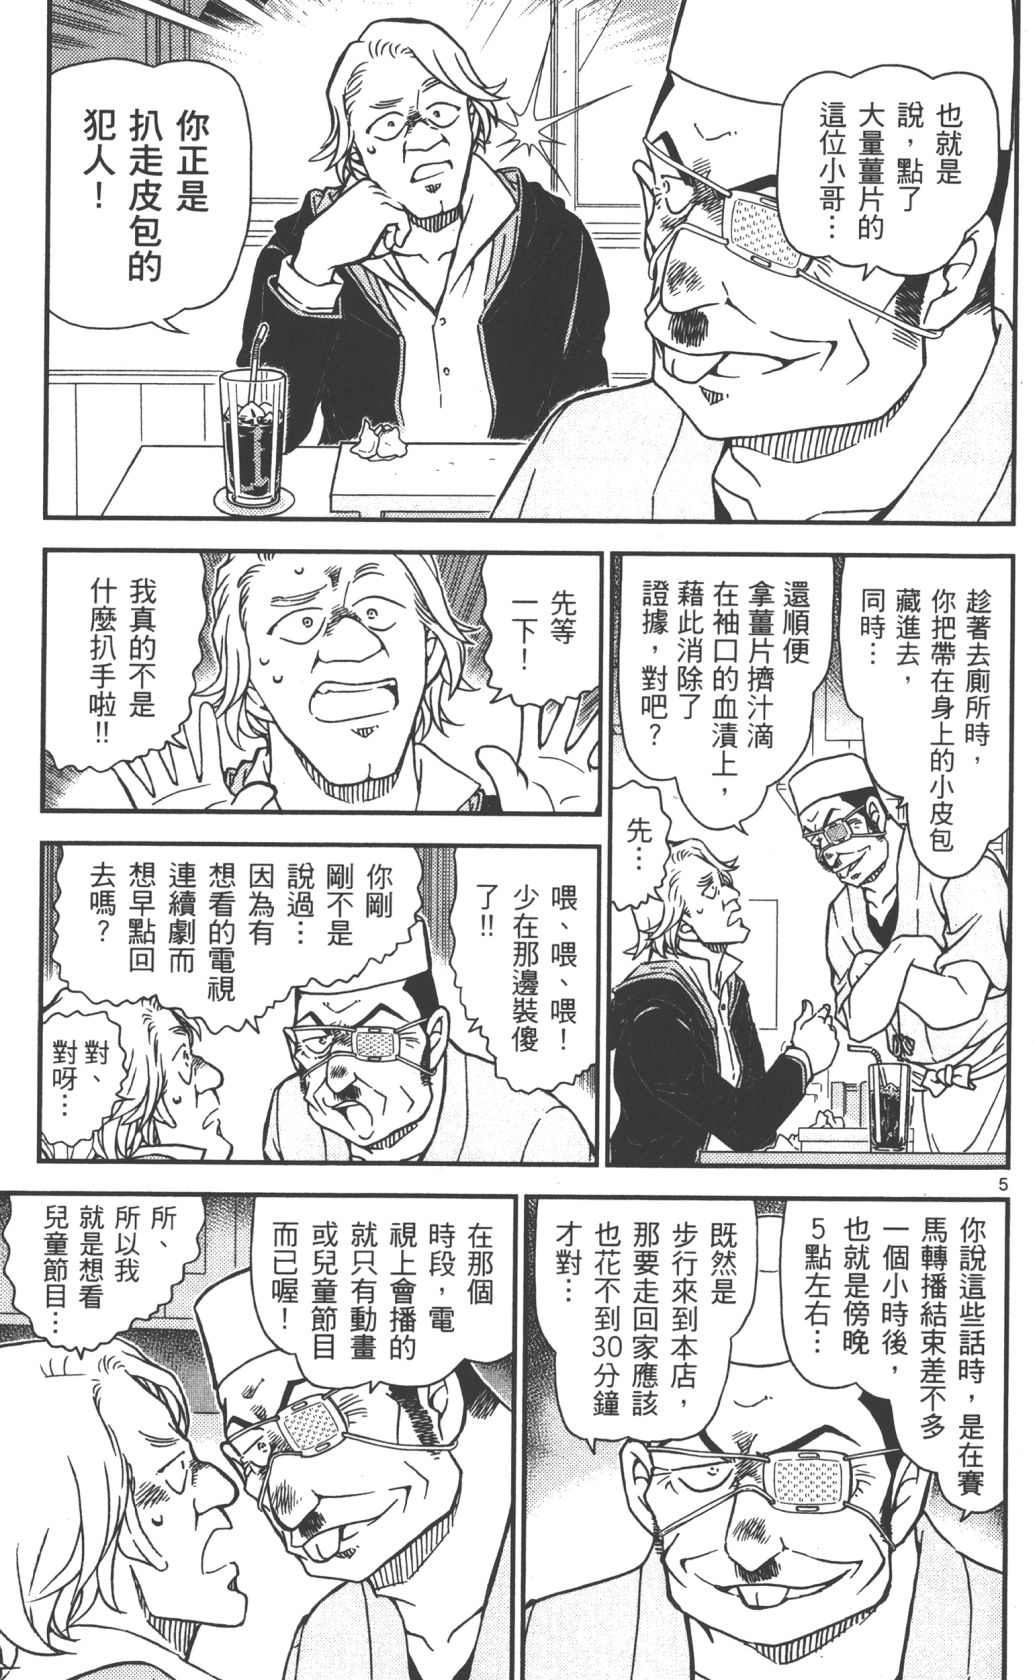 也就是
說，點了
大量薑片的
這位小哥…
你正是
扒走皮包的
犯人！
趁著去廁所時，
你把帶在身上的小皮包
藏進去，
同時…
還順便
拿薑片擠汁滴
在袖口的血漬上，
藉此消除了
證據，對吧？
先…
先等
一下！
我真的不是
什麼扒手啦!!
喂、喂、喂！
少在那邊裝傻
了!!
你剛
剛不是
說過…
因為有
想看的電視
連續劇而
想早點回
去嗎？
對、
對呀…
5
你說這些話時，是在賽
馬轉播結束差不多
一個小時後，
也就是傍晚
5點左右…
既然是
步行來到本店，
那要走回家應該
也花不到30分鐘
才對…
在那個
時段，電
視上會播的
就只有動畫
或兒童節目
而已喔！
所、
所以我
就是想看
兒童節目…